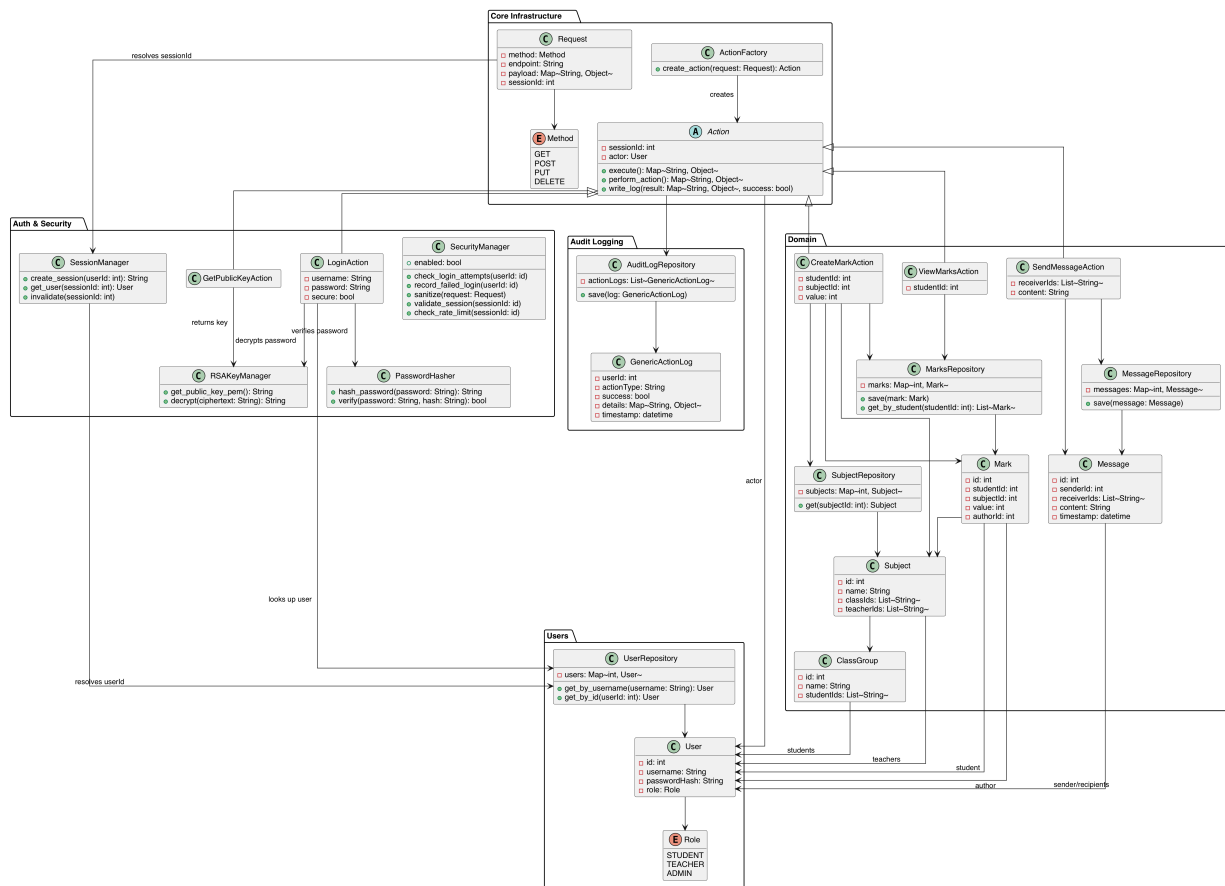 Core Infrastructure
C Request
method: Method
endpoint: String
payload: Map~String, Object~
sessionId: int
C ActionFactory
create_action(request: Request): Action
resolves sessionId
creates
E Method
GET
POST
PUT
DELETE
A Action
sessionId: int
actor: User
execute(): Map~String, Object~
perform_action(): Map~String, Object~
write_log(result: Map~String, Object~, success: bool)
Auth & Security
C SessionManager
create_session(userId: int): String
get_user(sessionId: int): User
invalidate(sessionId: int)
C GetPublicKeyAction
C LoginAction
username: String
password: String
secure: bool
C SecurityManager
enabled: bool
check_login_attempts(userId: id)
record_failed_login(userId: id)
sanitize(request: Request)
validate_session(sessionId: id)
check_rate_limit(sessionId: id)
returns key
decrypts password
verifies password
C RSAKeyManager
get_public_key_pem(): String
decrypt(ciphertext: String): String
C PasswordHasher
hash_password(password: String): String
verify(password: String, hash: String): bool
Audit Logging
C AuditLogRepository
actionLogs: List~GenericActionLog~
save(log: GenericActionLog)
C GenericActionLog
userId: int
actionType: String
success: bool
details: Map~String, Object~
timestamp: datetime
Domain
C CreateMarkAction
studentId: int
subjectId: int
value: int
C ViewMarksAction
studentId: int
C SendMessageAction
receiverIds: List~String~
content: String
C MarksRepository
marks: Map~int, Mark~
save(mark: Mark)
get_by_student(studentId: int): List~Mark~
C MessageRepository
messages: Map~int, Message~
save(message: Message)
C SubjectRepository
subjects: Map~int, Subject~
get(subjectId: int): Subject
C Mark
id: int
studentId: int
subjectId: int
value: int
authorId: int
C Message
id: int
senderId: int
receiverIds: List~String~
content: String
timestamp: datetime
C Subject
id: int
name: String
classIds: List~String~
teacherIds: List~String~
C ClassGroup
id: int
name: String
studentIds: List~String~
actor
looks up user
resolves userId
Users
C UserRepository
users: Map~int, User~
get_by_username(username: String): User
get_by_id(userId: int): User
C User
id: int
username: String
passwordHash: String
role: Role
students
teachers
student
author
sender/recipients
E Role
STUDENT
TEACHER
ADMIN